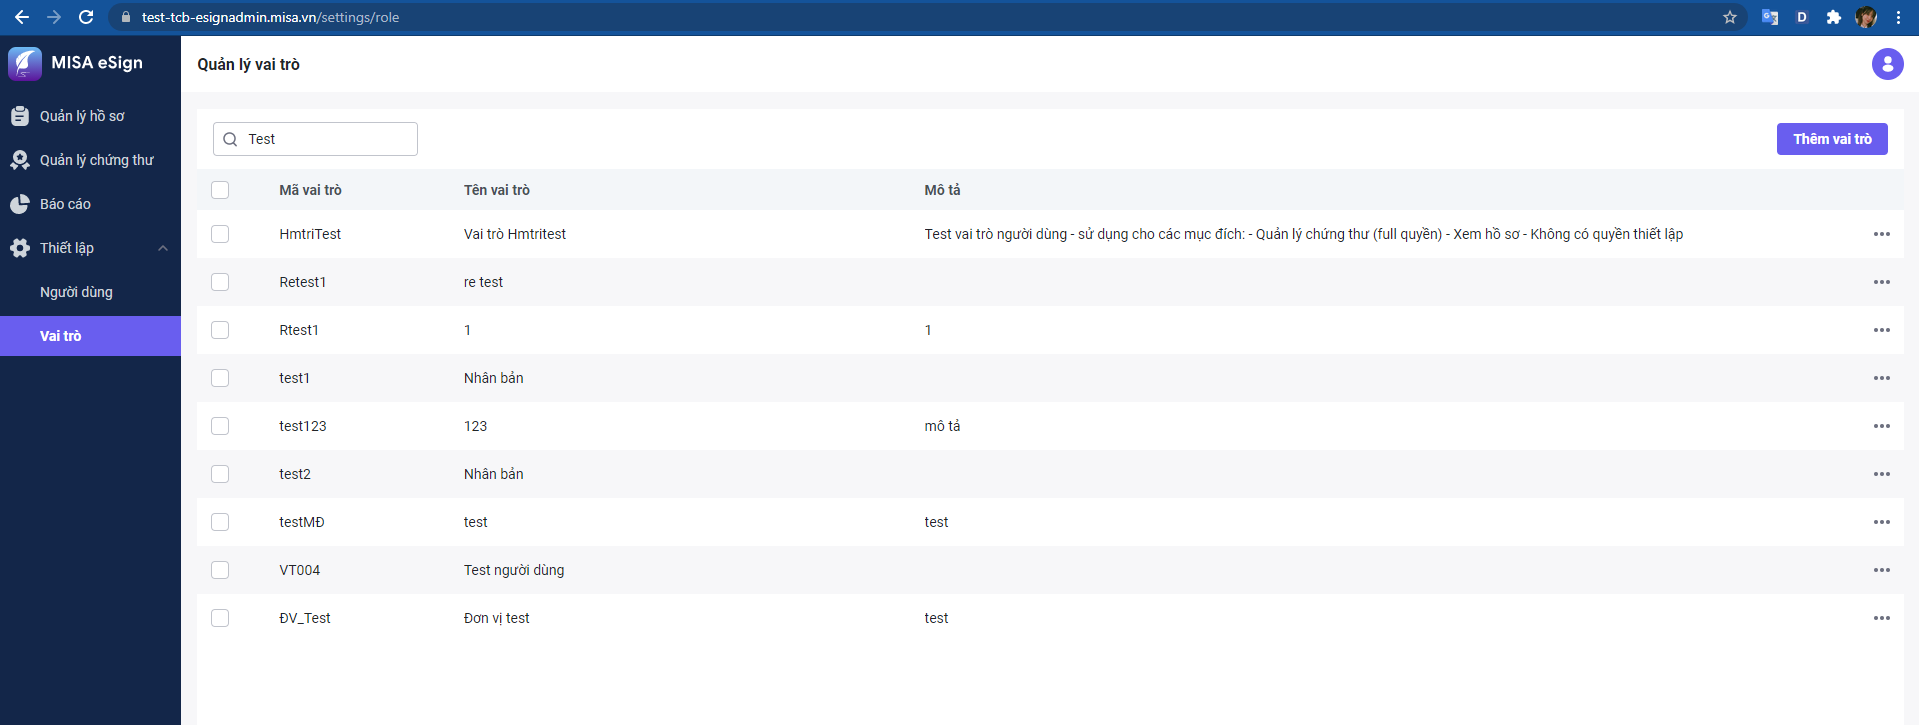 test-tcb-esignadmin.misa.vn/settings/role
MISA eSign
Quản lý hồ sơ
Quản lý chứng thư
Báo cáo
Thiết lập
Người dùng
Vai trò
Quản lý vai trò
Test
Thêm vai trò
Mã vai trò Tên vai trò Mô tả
HmtriTest Vai trò Hmtritest Test vai trò người dùng - sử dụng cho các mục đích: - Quản lý chứng thư (full quyền) - Xem hồ sơ - Không có quyền thiết lập
Retest1 re test
Rtest1 1 1
test1 Nhân bản
test123 123 mô tả
test2 Nhân bản
testMĐ test test
VT004 Test người dùng
ĐV_Test Đơn vị test test